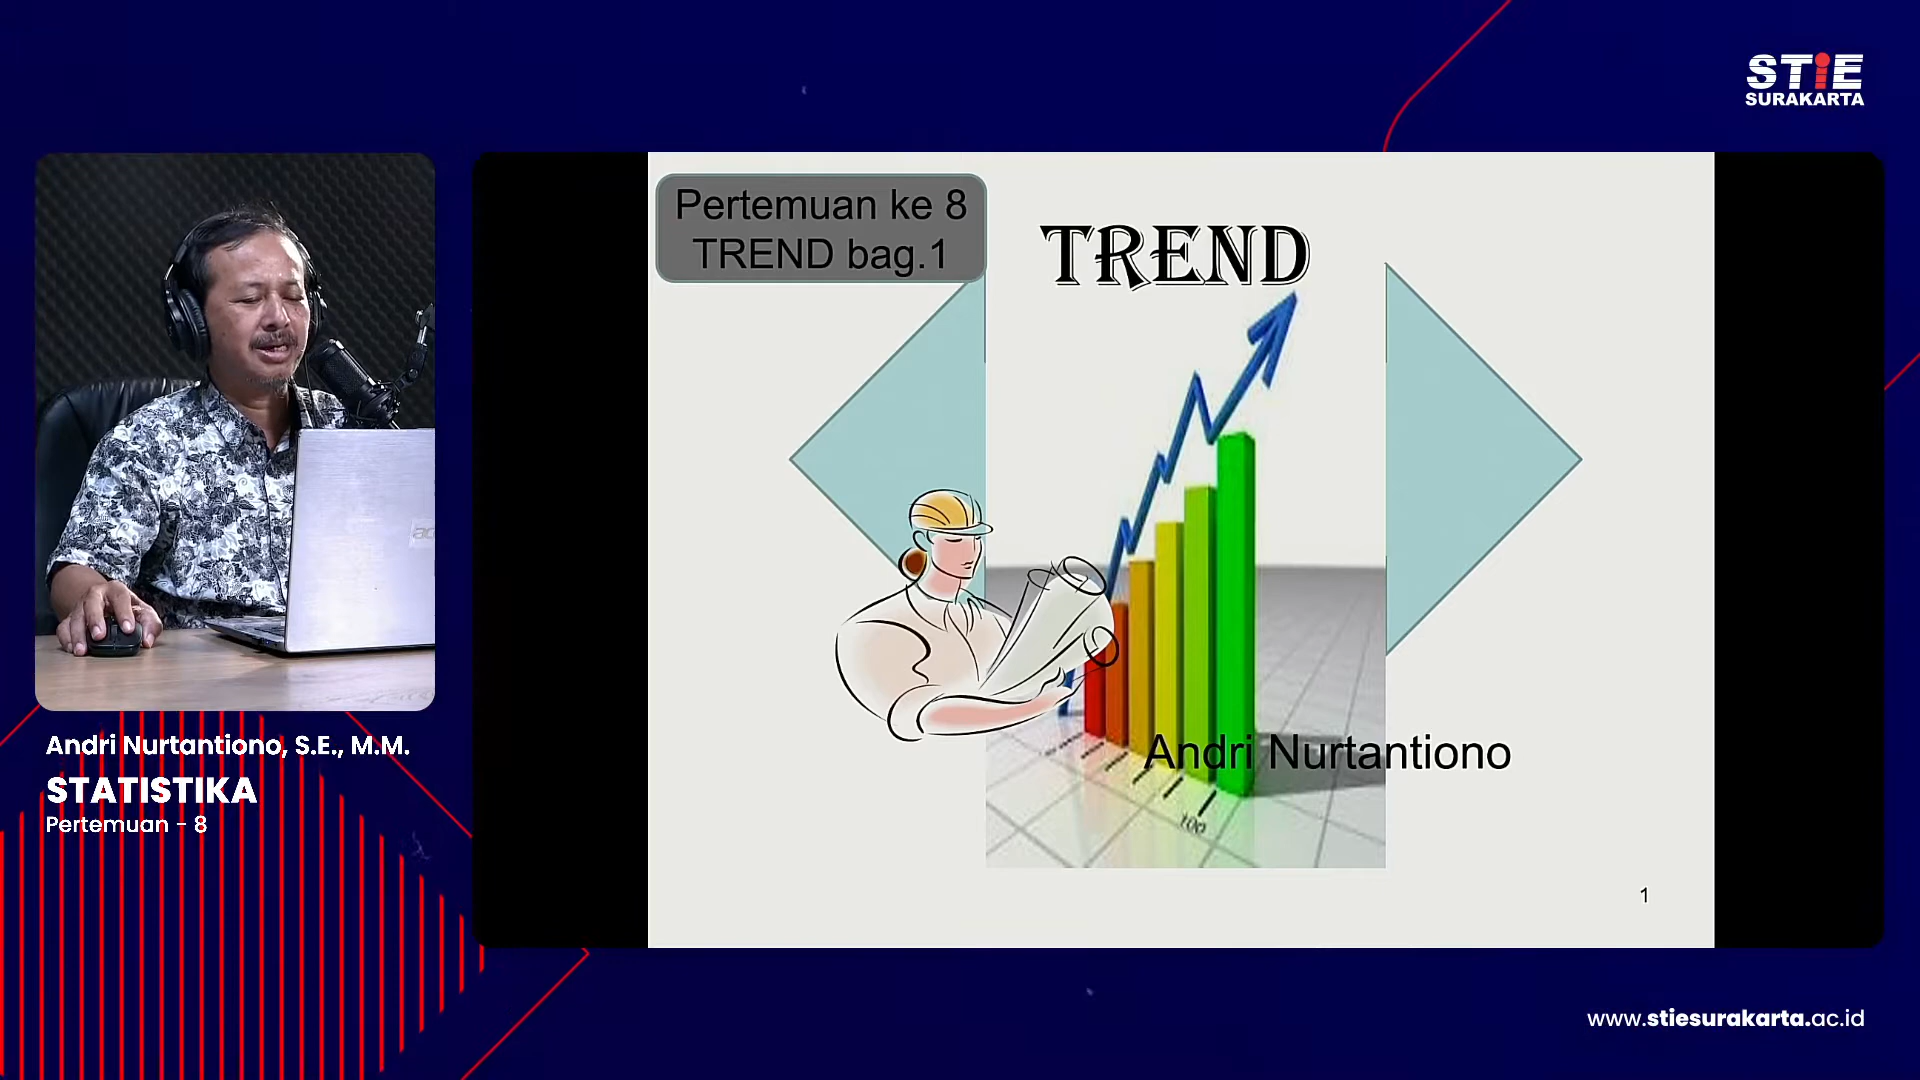 STiE
SURAKARTA
Pertemuan ke 8
TREND bag.1
TREND
Andri Nurtantiono
100
1
Andri Nurtantiono, S.E., M.M.
STATISTIKA
Pertemuan - 8
www.stiesurakarta.ac.id